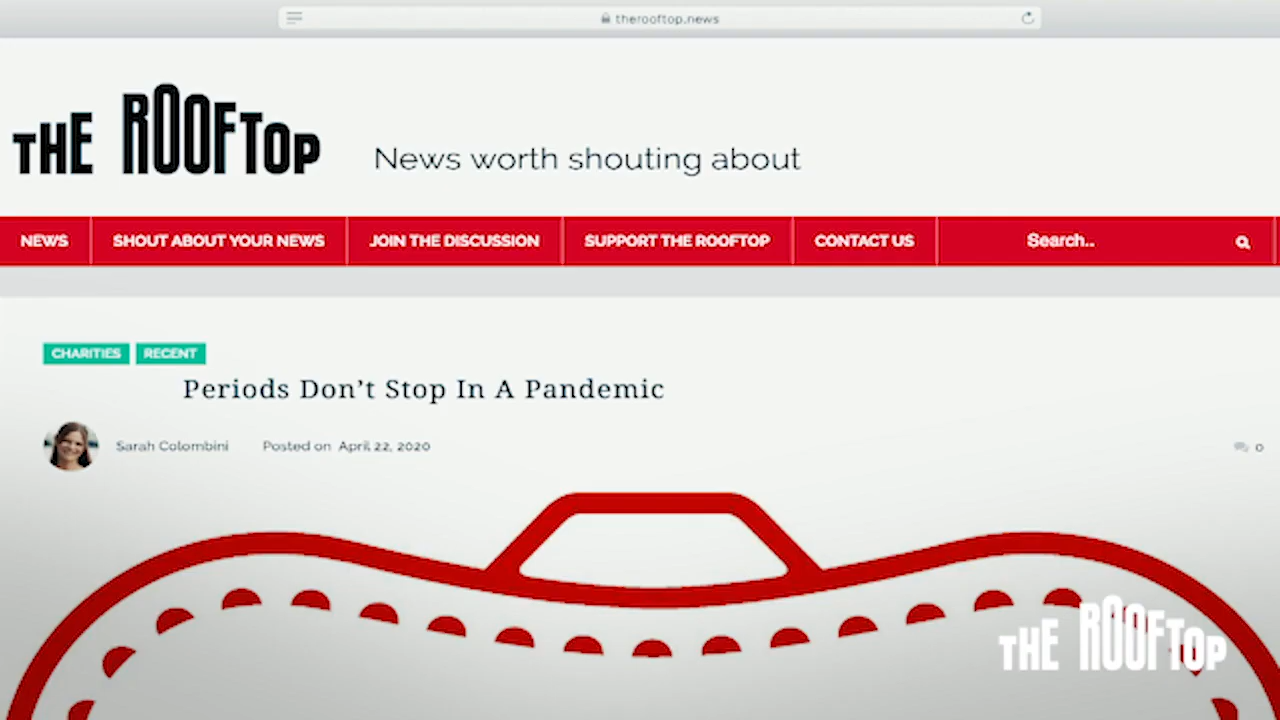 therooftop.news
THE ROOFTOP
News worth shouting about
NEWS SHOUT ABOUT YOUR NEWS JOIN THE DISCUSSION SUPPORT THE ROOFTOP CONTACT US Search..
CHARITIES RECENT
Periods Don’t Stop In A Pandemic
Sarah Colombini Posted on April 22, 2020 0
THE ROOFTOP